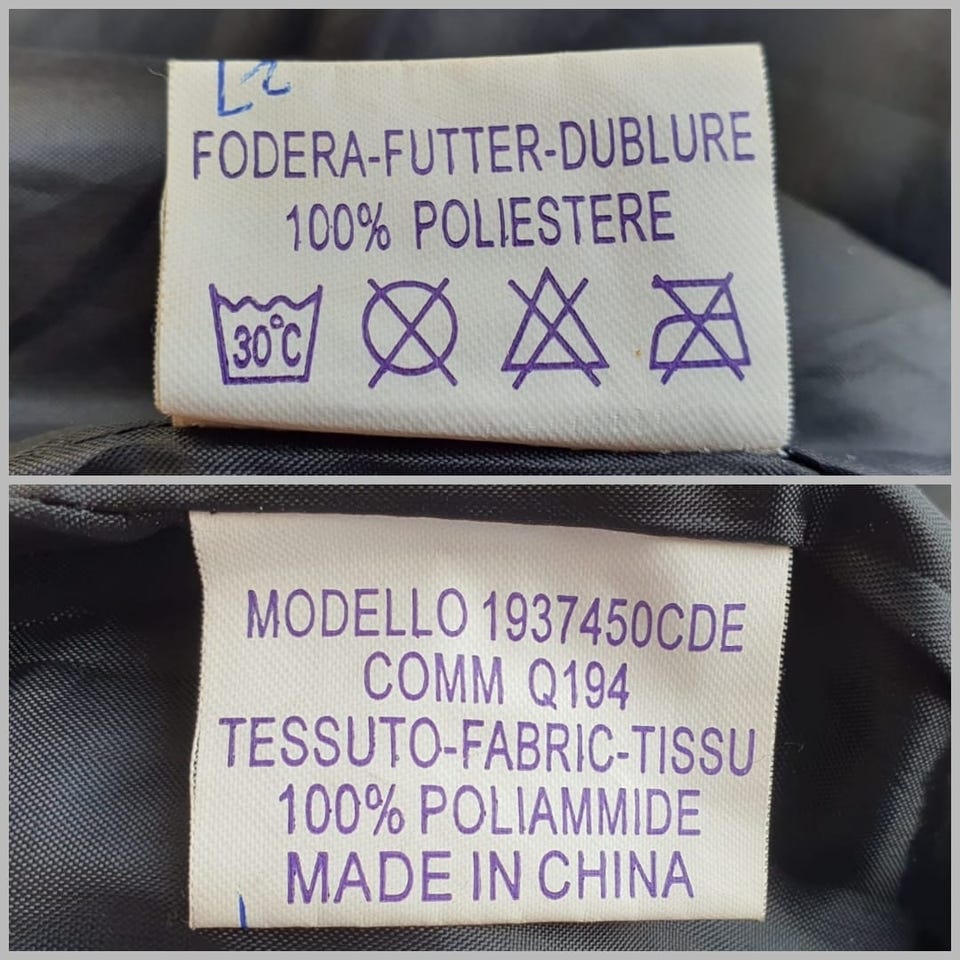 FODERA-FUTTER-DUBLURE
100% POLIESTERE
30°C
MODELLO 1937450CDE
COMM Q194
TESSUTO-FABRIC-TISSU
100% POLIAMMIDE
MADE IN CHINA